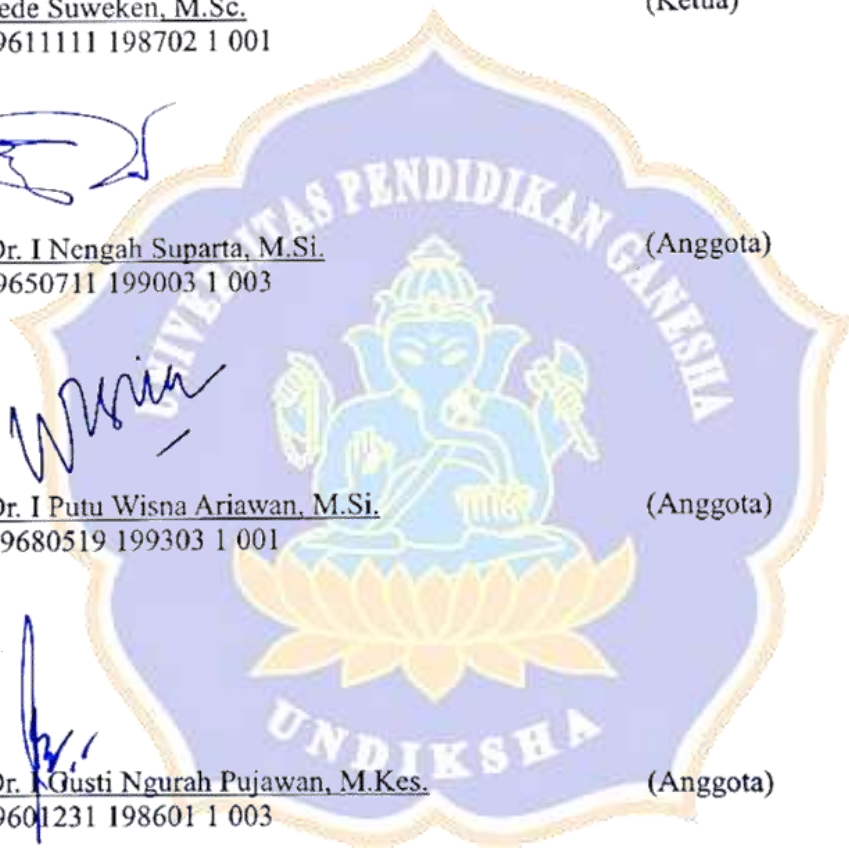 ede Suweken, M.Sc. (Ketua)
9611111 198702 1 001
UNIVERSITAS PENDIDIKAN GANESHA
Dr. I Nengah Suparta, M.Si. (Anggota)
9650711 199003 1 003
Wisna
Dr. I Putu Wisna Ariawan, M.Si. (Anggota)
9680519 199303 1 001
UNDIKSHA
Dr. I Gusti Ngurah Pujawan, M.Kes. (Anggota)
9601231 198601 1 003